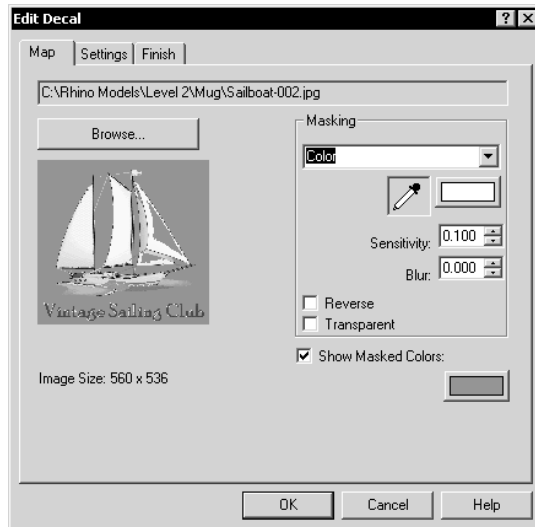 Edit Decal
Map Settings Finish
C:\Rhino Models\Level 2\Mug\Sailboat-002.jpg
Browse...
Masking
Color
Sensitivity: 0.100
Blur: 0.000
Reverse
Transparent
Vintage Sailing Club
Show Masked Colors:
Image Size: 560 x 536
OK Cancel Help